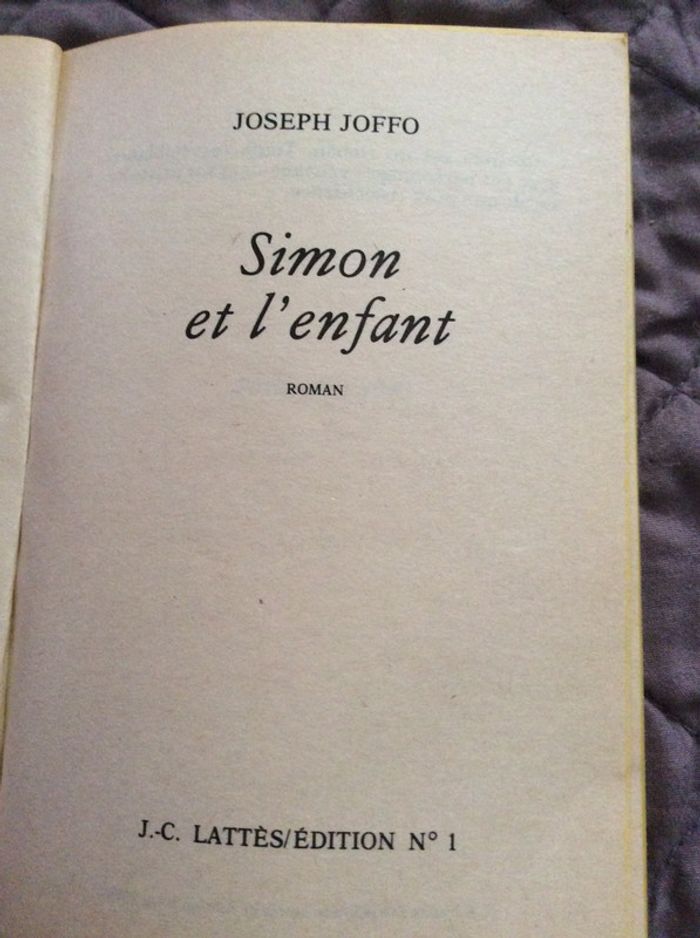 JOSEPH JOFFO
Simon
et l'enfant
ROMAN
J.-C. LATTÈS/ÉDITION N° 1